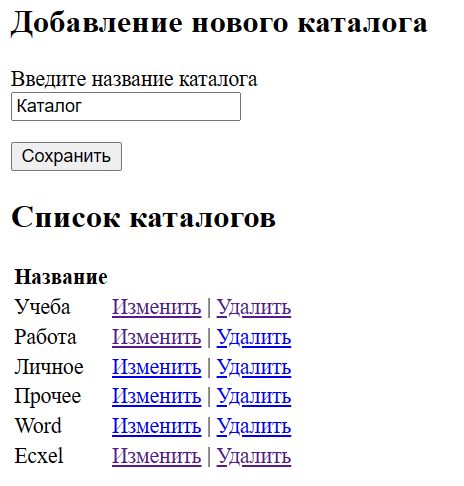 Добавление нового каталога
Введите название каталога
Каталог
Сохранить
Список каталогов
Название
Учеба Изменить | Удалить
Работа Изменить | Удалить
Личное Изменить | Удалить
Прочее Изменить | Удалить
Word Изменить | Удалить
Ecxel Изменить | Удалить